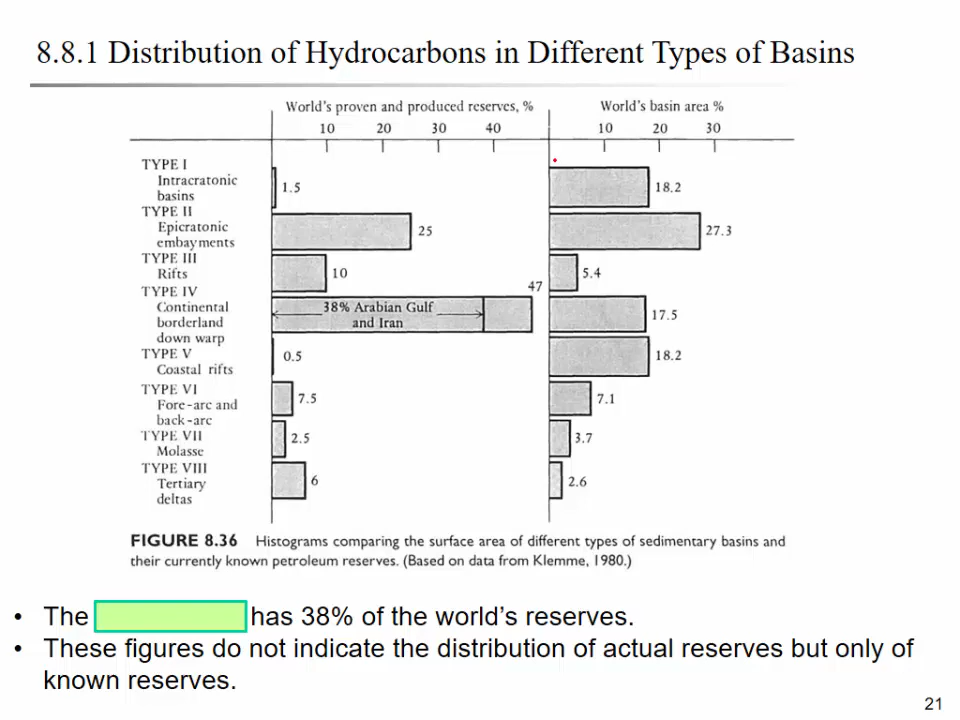 8.8.1 Distribution of Hydrocarbons in Different Types of Basins
World's proven and produced reserves, %
World's basin area %
10 20 30 40
10 20 30
TYPE I
Intracratonic
basins
1.5
18.2
TYPE II
Epicratonic
embayments
25
27.3
TYPE III
Rifts
10
5.4
TYPE IV
Continental
borderland
down warp
47
38% Arabian Gulf
and Iran
17.5
TYPE V
Coastal rifts
0.5
18.2
TYPE VI
Fore-arc and
back-arc
7.5
7.1
TYPE VII
Molasse
2.5
3.7
TYPE VIII
Tertiary
deltas
6
2.6
FIGURE 8.36 Histograms comparing the surface area of different types of sedimentary basins and
their currently known petroleum reserves. (Based on data from Klemme, 1980.)
• The has 38% of the world's reserves.
• These figures do not indicate the distribution of actual reserves but only of
known reserves.
21